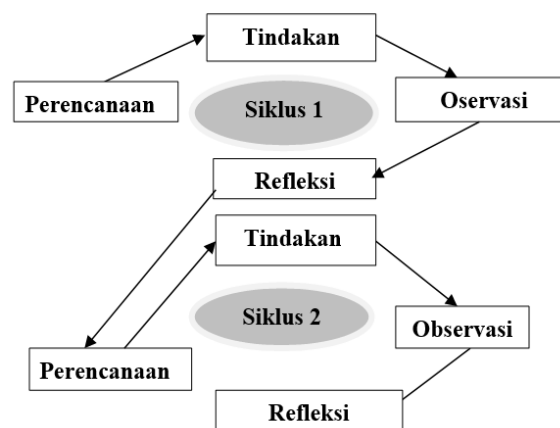 Tindakan
Perencanaan
Siklus 1
Oservasi
Refleksi
Tindakan
Siklus 2
Observasi
Perencanaan
Refleksi